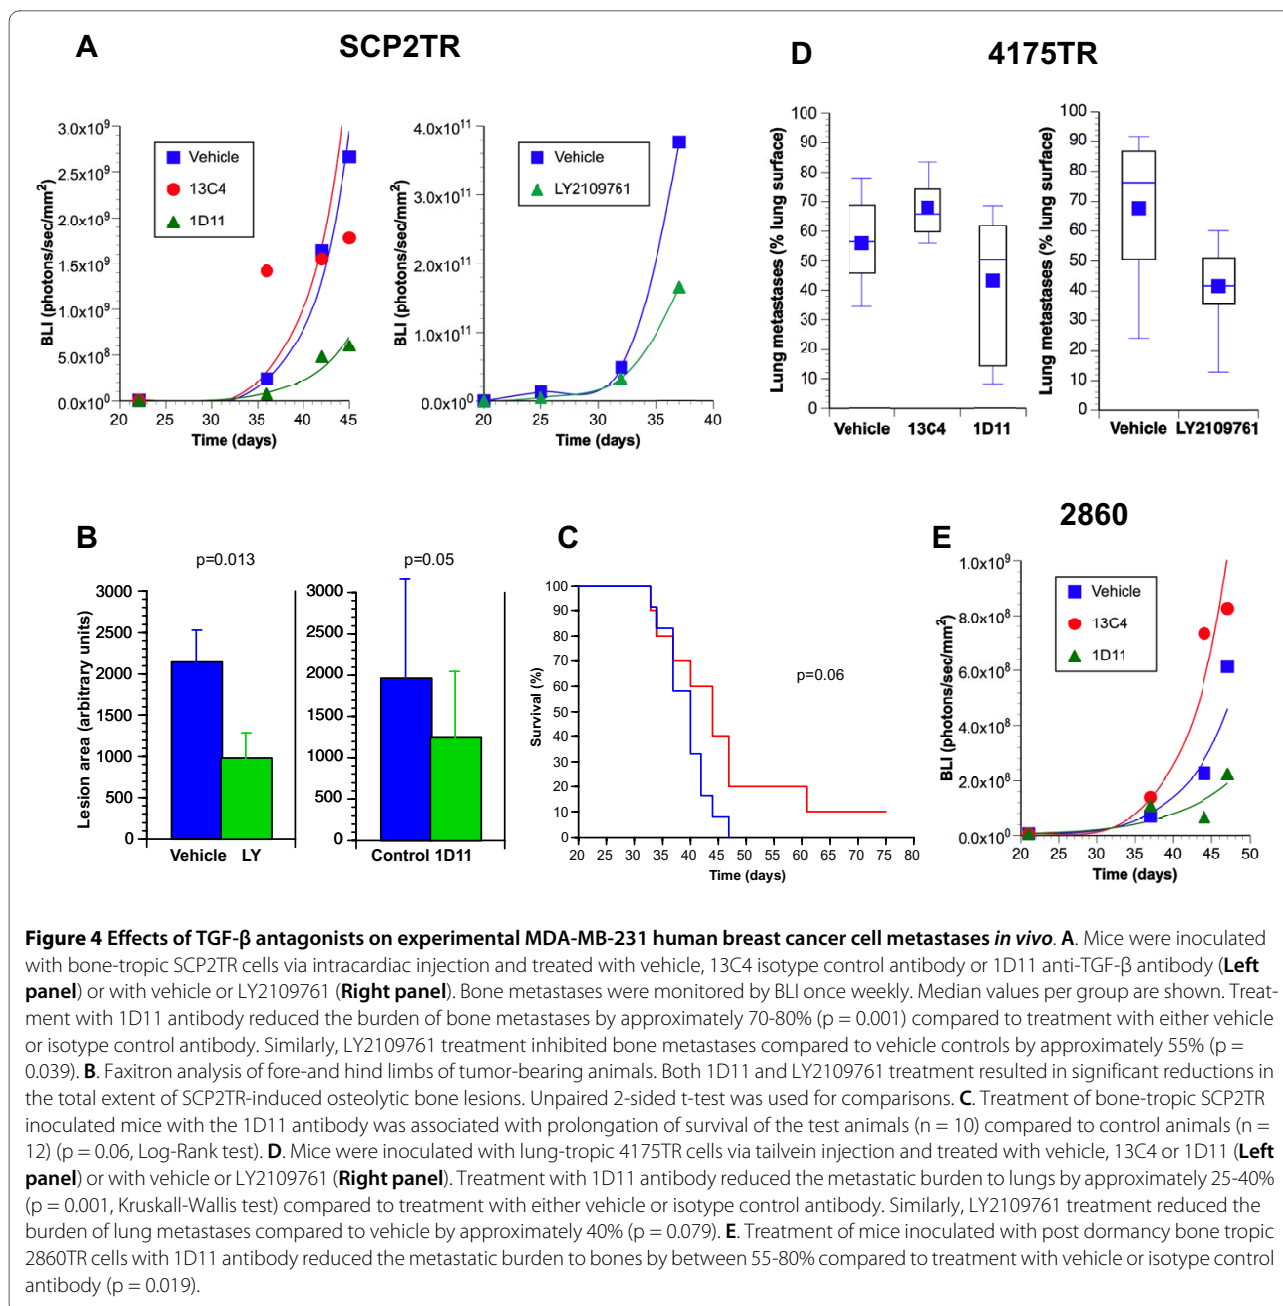 A
SCP2TR
3.0x10⁹
2.5x10⁹
2.0x10⁹
1.5x10⁹
1.0x10⁹
5.0x10⁸
0.0x10⁰
BLI (photons/sec/mm²)
Vehicle
13C4
1D11
20 25 30 35 40 45
Time (days)
4.0x10¹¹
3.0x10¹¹
2.0x10¹¹
1.0x10¹¹
0.0x10⁰
BLI (photons/sec/mm²)
Vehicle
LY2109761
20 25 30 35 40
Time (days)
D
4175TR
100
90
80
70
60
50
40
30
20
10
0
Lung metastases (% lung surface)
Vehicle 13C4 1D11
100
90
80
70
60
50
40
30
20
10
0
Lung metastases (% lung surface)
Vehicle LY2109761
B
p=0.013
3000
2500
2000
1500
1000
500
0
Lesion area (arbitrary units)
Vehicle LY
p=0.05
3000
2500
2000
1500
1000
500
0
Control 1D11
C
100
90
80
70
60
50
40
30
20
10
0
Survival (%)
p=0.06
20 25 30 35 40 45 50 55 60 65 70 75 80
Time (days)
2860
E
1.0x10⁹
8.0x10⁸
6.0x10⁸
4.0x10⁸
2.0x10⁸
0.0x10⁰
BLI (photons/sec/mm²)
Vehicle
13C4
1D11
20 25 30 35 40 45 50
Time (days)
Figure 4 Effects of TGF-β antagonists on experimental MDA-MB-231 human breast cancer cell metastases in vivo. A. Mice were inoculated
with bone-tropic SCP2TR cells via intracardiac injection and treated with vehicle, 13C4 isotype control antibody or 1D11 anti-TGF-β antibody (Left
panel) or with vehicle or LY2109761 (Right panel). Bone metastases were monitored by BLI once weekly. Median values per group are shown. Treat-
ment with 1D11 antibody reduced the burden of bone metastases by approximately 70-80% (p = 0.001) compared to treatment with either vehicle
or isotype control antibody. Similarly, LY2109761 treatment inhibited bone metastases compared to vehicle controls by approximately 55% (p =
0.039). B. Faxitron analysis of fore-and hind limbs of tumor-bearing animals. Both 1D11 and LY2109761 treatment resulted in significant reductions in
the total extent of SCP2TR-induced osteolytic bone lesions. Unpaired 2-sided t-test was used for comparisons. C. Treatment of bone-tropic SCP2TR
inoculated mice with the 1D11 antibody was associated with prolongation of survival of the test animals (n = 10) compared to control animals (n =
12) (p = 0.06, Log-Rank test). D. Mice were inoculated with lung-tropic 4175TR cells via tailvein injection and treated with vehicle, 13C4 or 1D11 (Left
panel) or with vehicle or LY2109761 (Right panel). Treatment with 1D11 antibody reduced the metastatic burden to lungs by approximately 25-40%
(p = 0.001, Kruskall-Wallis test) compared to treatment with either vehicle or isotype control antibody. Similarly, LY2109761 treatment reduced the
burden of lung metastases compared to vehicle by approximately 40% (p = 0.079). E. Treatment of mice inoculated with post dormancy bone tropic
2860TR cells with 1D11 antibody reduced the metastatic burden to bones by between 55-80% compared to treatment with vehicle or isotype control
antibody (p = 0.019).